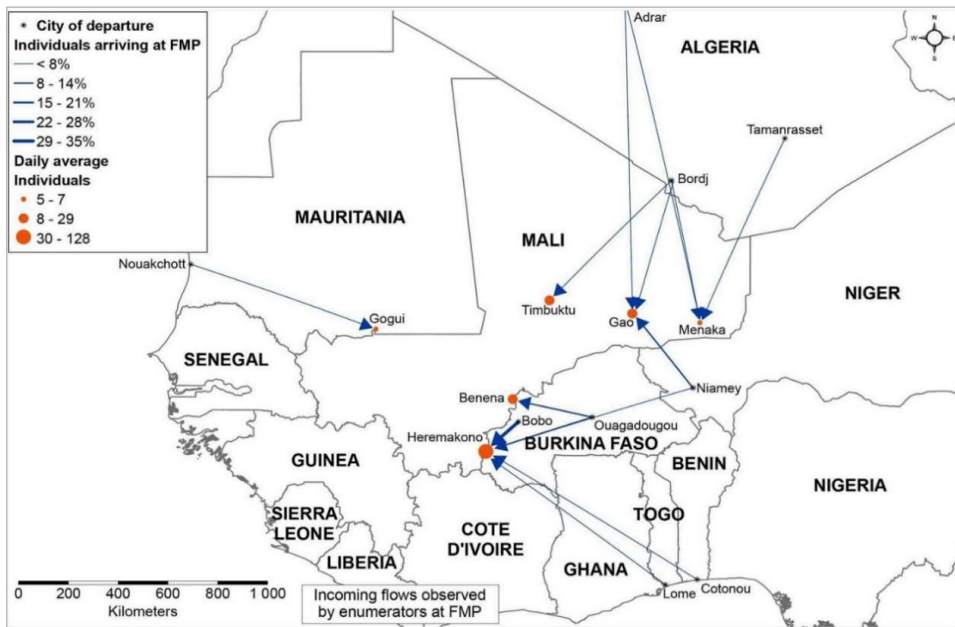 City of departure
Individuals arriving at FMP
< 8%
8 - 14%
15 - 21%
22 - 28%
29 - 35%
Daily average
Individuals
5 - 7
8 - 29
30 - 128
Adrar
ALGERIA
N
W
E
S
Tamanrasset
Bordj
MAURITANIA
MALI
Nouakchott
NIGER
Timbuktu
Gao
Menaka
Gogui
SENEGAL
Niamey
Benena
Bobo
Ouagadougou
Heremakono
BURKINA FASO
GUINEA
BENIN
NIGERIA
SIERRA
LEONE
TOGO
COTE
D'IVOIRE
LIBERIA
GHANA
0 200 400 600 800 1 000
Kilometers
Incoming flows observed
by enumerators at FMP
Lome
Cotonou